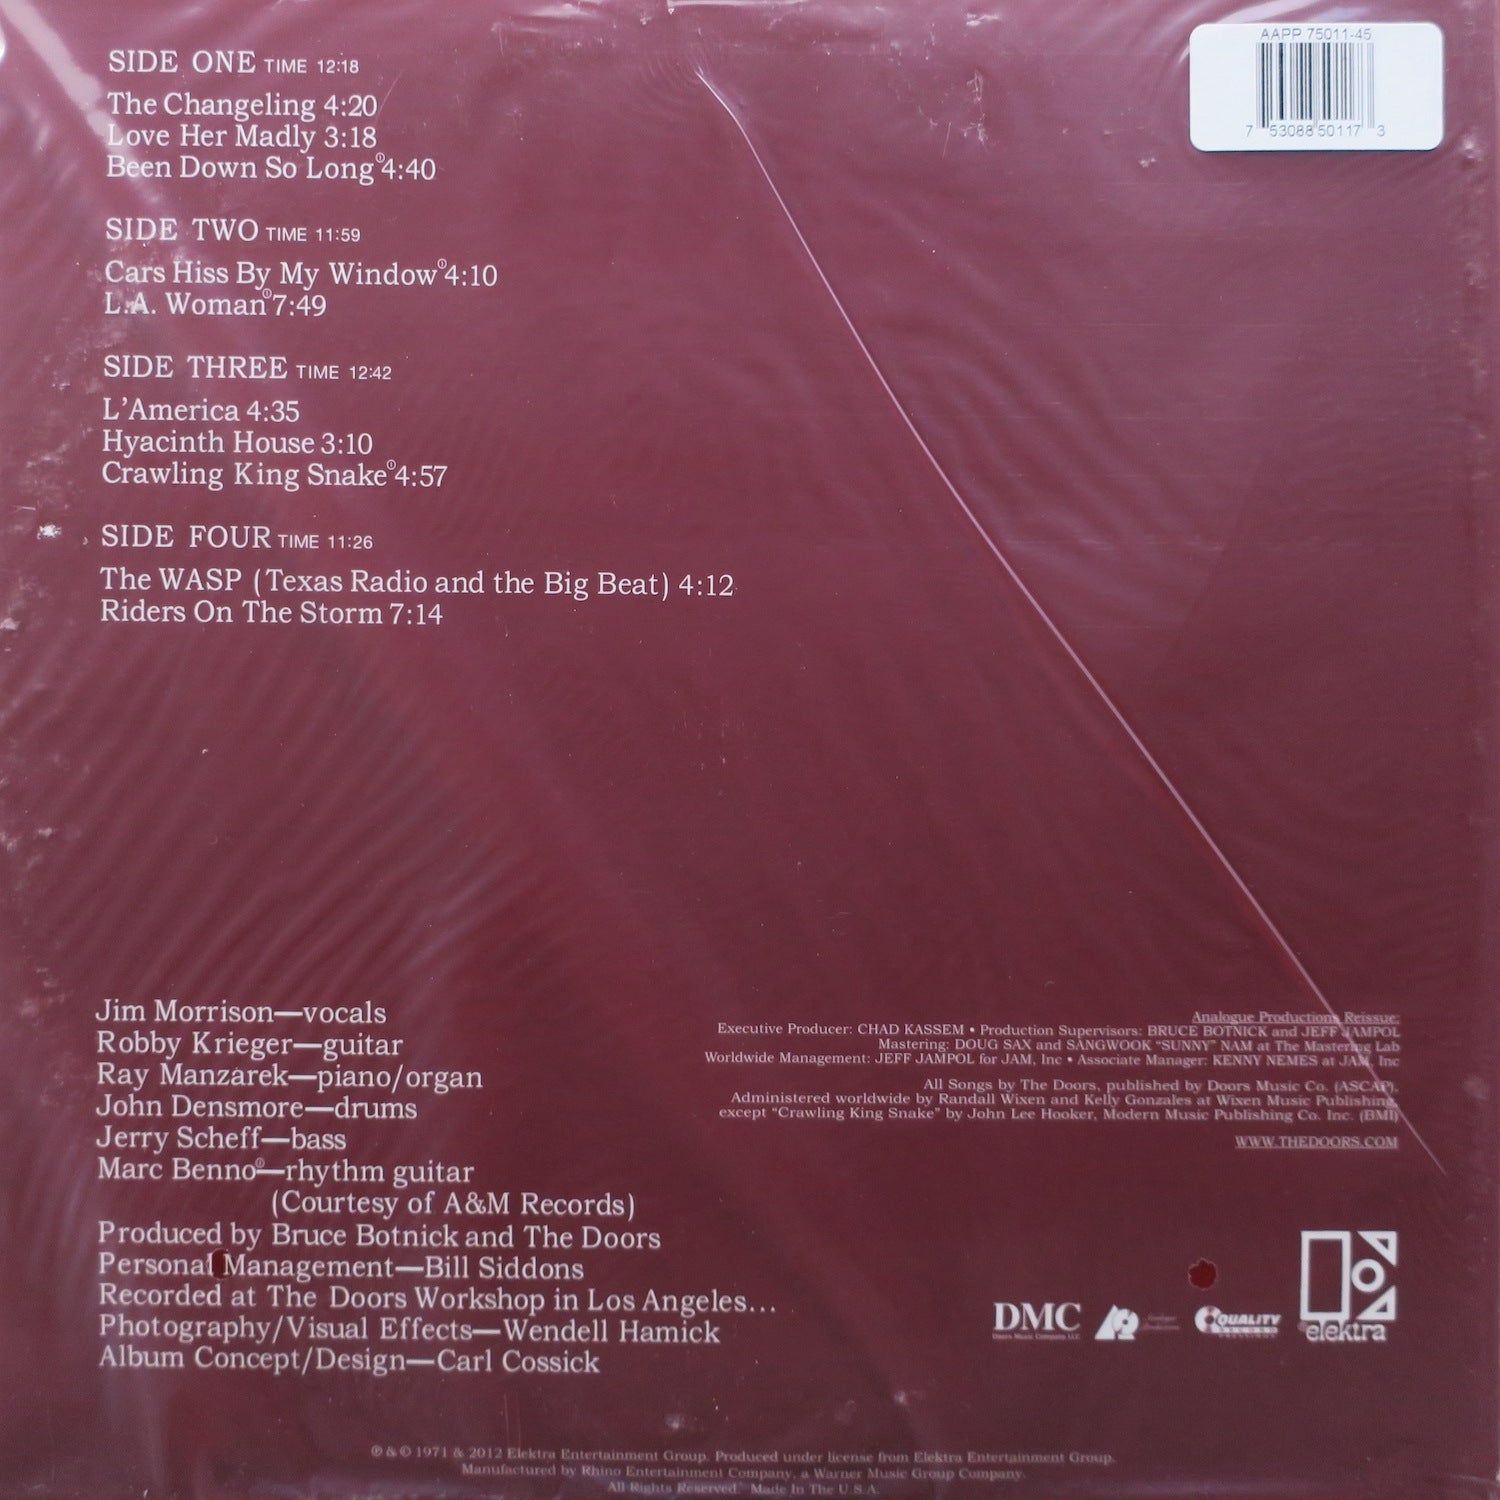 AAPP 75011-45
7 53088 50117 3
SIDE ONE TIME 12:18
The Changeling 4:20
Love Her Madly 3:18
Been Down So Long① 4:40
SIDE TWO TIME 11:59
Cars Hiss By My Window① 4:10
L.A. Woman① 7:49
SIDE THREE TIME 12:42
L'America 4:35
Hyacinth House 3:10
Crawling King Snake① 4:57
SIDE FOUR TIME 11:26
The WASP (Texas Radio and the Big Beat) 4:12
Riders On The Storm 7:14
Jim Morrison—vocals
Robby Krieger—guitar
Ray Manzarek—piano/organ
John Densmore—drums
Jerry Scheff—bass
Marc Benno①—rhythm guitar
(Courtesy of A&M Records)
Produced by Bruce Botnick and The Doors
Personal Management—Bill Siddons
Recorded at The Doors Workshop in Los Angeles...
Photography/Visual Effects—Wendell Hamick
Album Concept/Design—Carl Cossick
Analogue Productions Reissue:
Executive Producer: CHAD KASSEM • Production Supervisors: BRUCE BOTNICK and JEFF JAMPOL
Mastering: DOUG SAX and SANGWOOK "SUNNY" NAM at The Mastering Lab
Worldwide Management: JEFF JAMPOL for JAM, Inc • Associate Manager: KENNY NEMES at JAM, Inc
All Songs by The Doors, published by Doors Music Co. (ASCAP).
Administered worldwide by Randall Wixen and Kelly Gonzales at Wixen Music Publishing,
except "Crawling King Snake" by John Lee Hooker, Modern Music Publishing Co. Inc. (BMI)
WWW.THEDOORS.COM
DMC
Doors Music Company LLC
QUALITY
elektra
℗ & © 1971 & 2012 Elektra Entertainment Group. Produced under license from Elektra Entertainment Group.
Manufactured by Rhino Entertainment Company, a Warner Music Group Company.
All Rights Reserved. Made In The U.S.A.